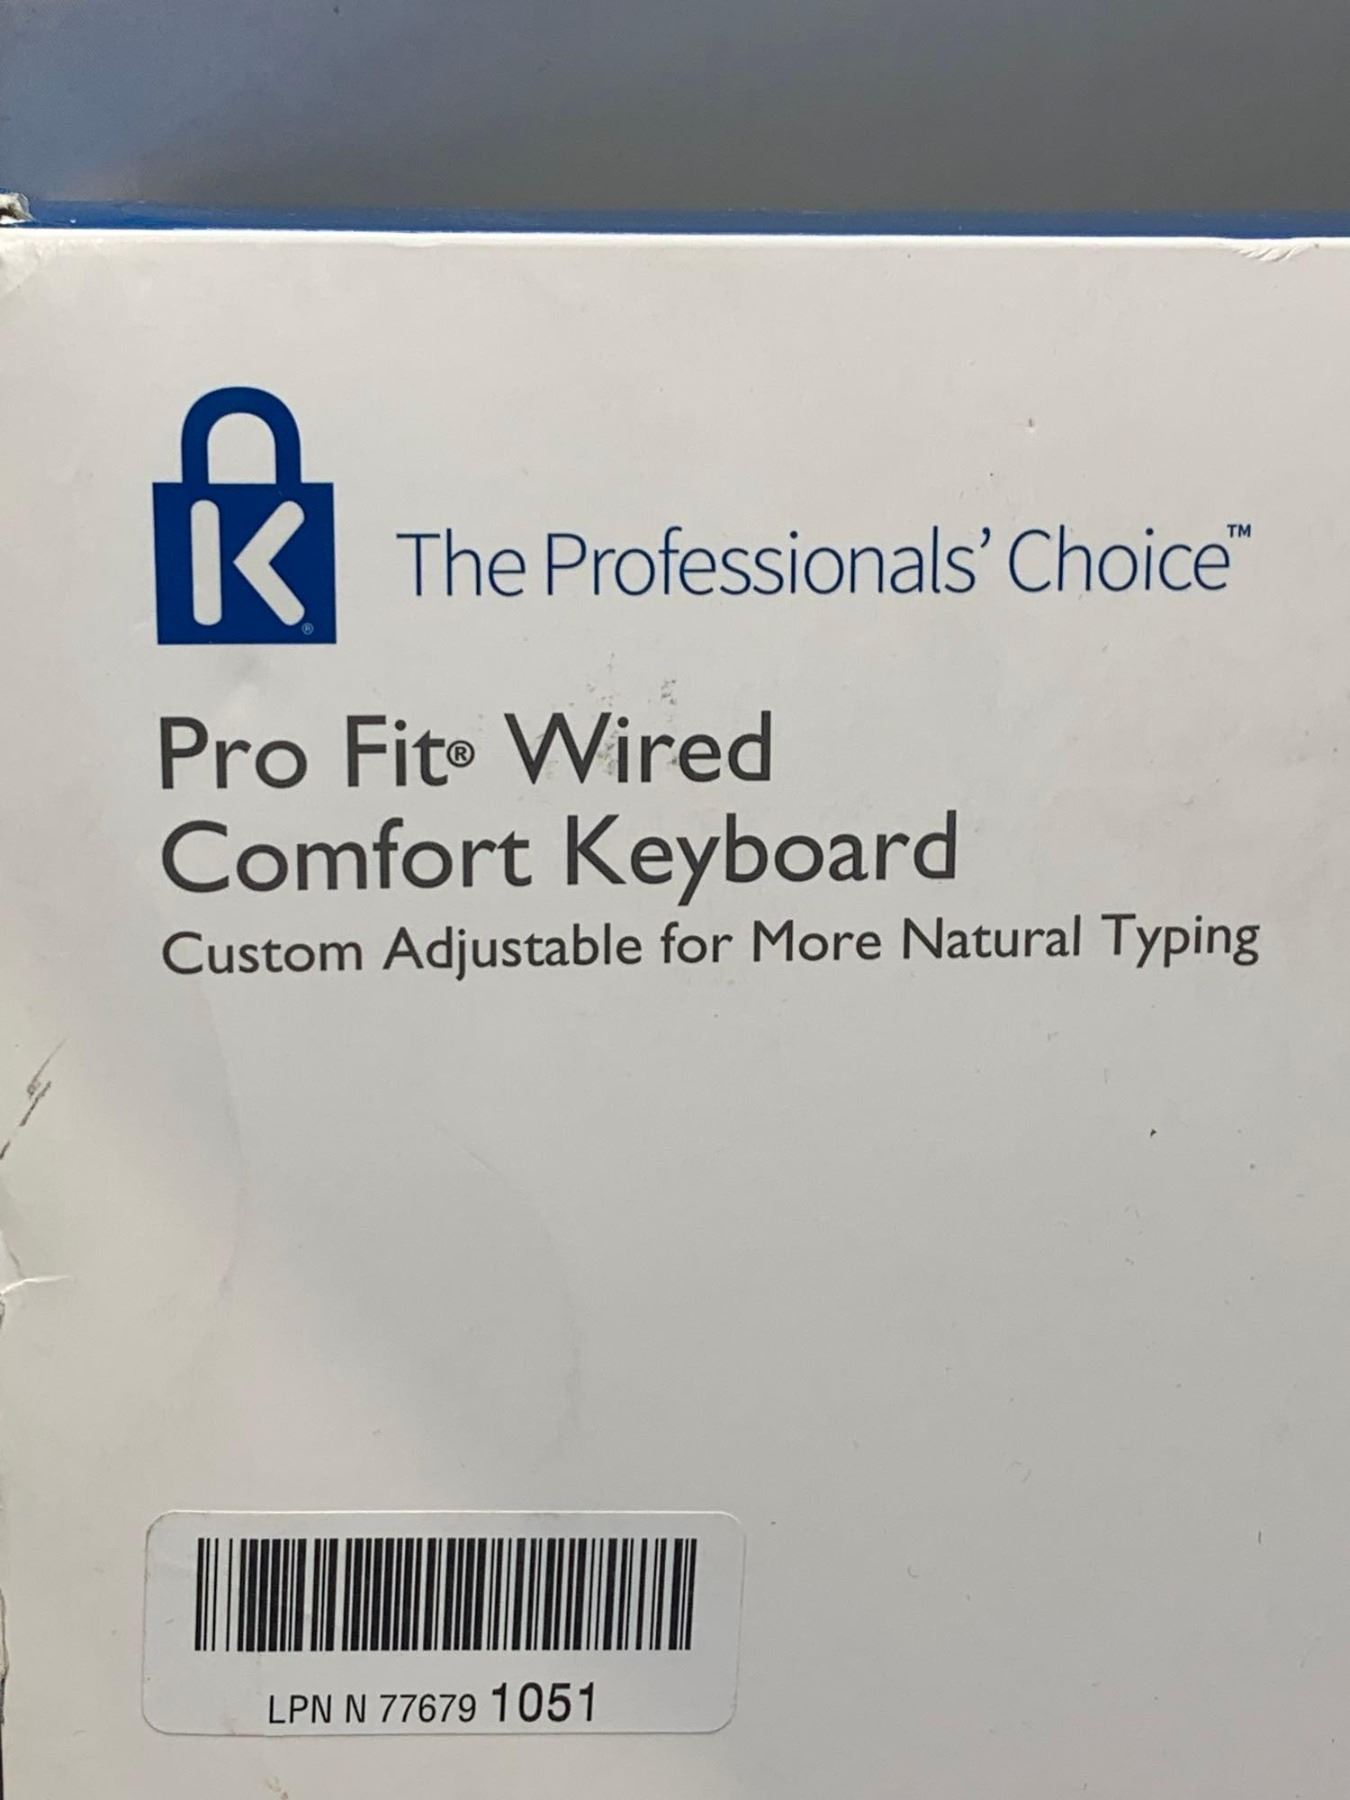 K®
The Professionals’ Choice™
Pro Fit® Wired
Comfort Keyboard
Custom Adjustable for More Natural Typing
LPN N 77679 1051